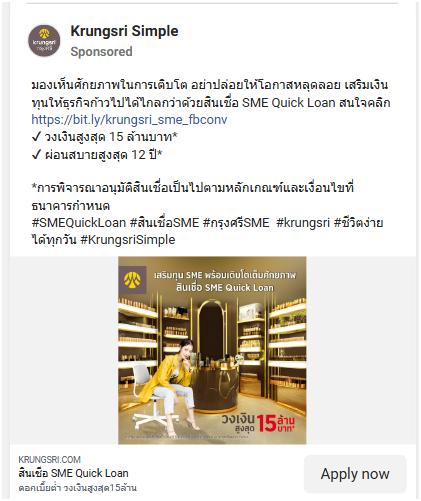 Krungsri Simple
Sponsored
krungsri
กรุงศรี
มองเห็นศักยภาพในการเติบโต อย่าปล่อยให้โอกาสหลุดลอย เสริมเงิน
ทุนให้ธุรกิจก้าวไปได้ไกลกว่าด้วยสินเชื่อ SME Quick Loan สนใจคลิก
https://bit.ly/krungsri_sme_fbconv
✓ วงเงินสูงสุด 15 ล้านบาท*
✓ ผ่อนสบายสูงสุด 12 ปี*
*การพิจารณาอนุมัติสินเชื่อเป็นไปตามหลักเกณฑ์และเงื่อนไขที่
ธนาคารกำหนด
#SMEQuickLoan #สินเชื่อSME #กรุงศรีSME #krungsri #ชีวิตง่าย
ได้ทุกวัน #KrungsriSimple
เสริมทุน SME พร้อมเติบโตเต็มศักยภาพ
สินเชื่อ SME Quick Loan
วงเงิน
สูงสุด 15 ล้าน
บาท*
KRUNGSRI.COM
สินเชื่อ SME Quick Loan
ดอกเบี้ยต่ำ วงเงินสูงสุด15ล้าน
Apply now